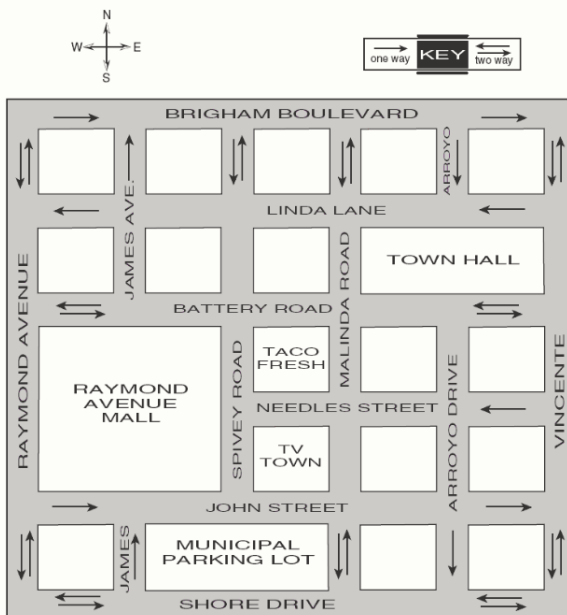 N
W E
S
one way KEY two way
BRIGHAM BOULEVARD
ARROYO
JAMES AVE.
LINDA LANE
RAYMOND AVENUE
MALINDA ROAD
TOWN HALL
BATTERY ROAD
TACO
FRESH
VINCENTE
RAYMOND
AVENUE
MALL
SPIVEY ROAD
NEEDLES STREET
ARROYO DRIVE
TV
TOWN
JOHN STREET
JAMES
MUNICIPAL
PARKING LOT
SHORE DRIVE